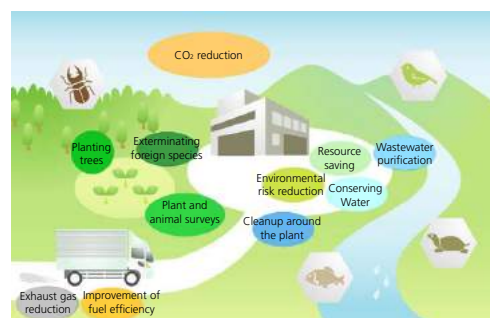 CO₂ reduction
Planting
trees
Exterminating
foreign species
Resource
saving
Wastewater
purification
Environmental
risk reduction
Conserving
Water
Plant and
animal surveys
Cleanup around
the plant
Exhaust gas
reduction
Improvement of
fuel efficiency